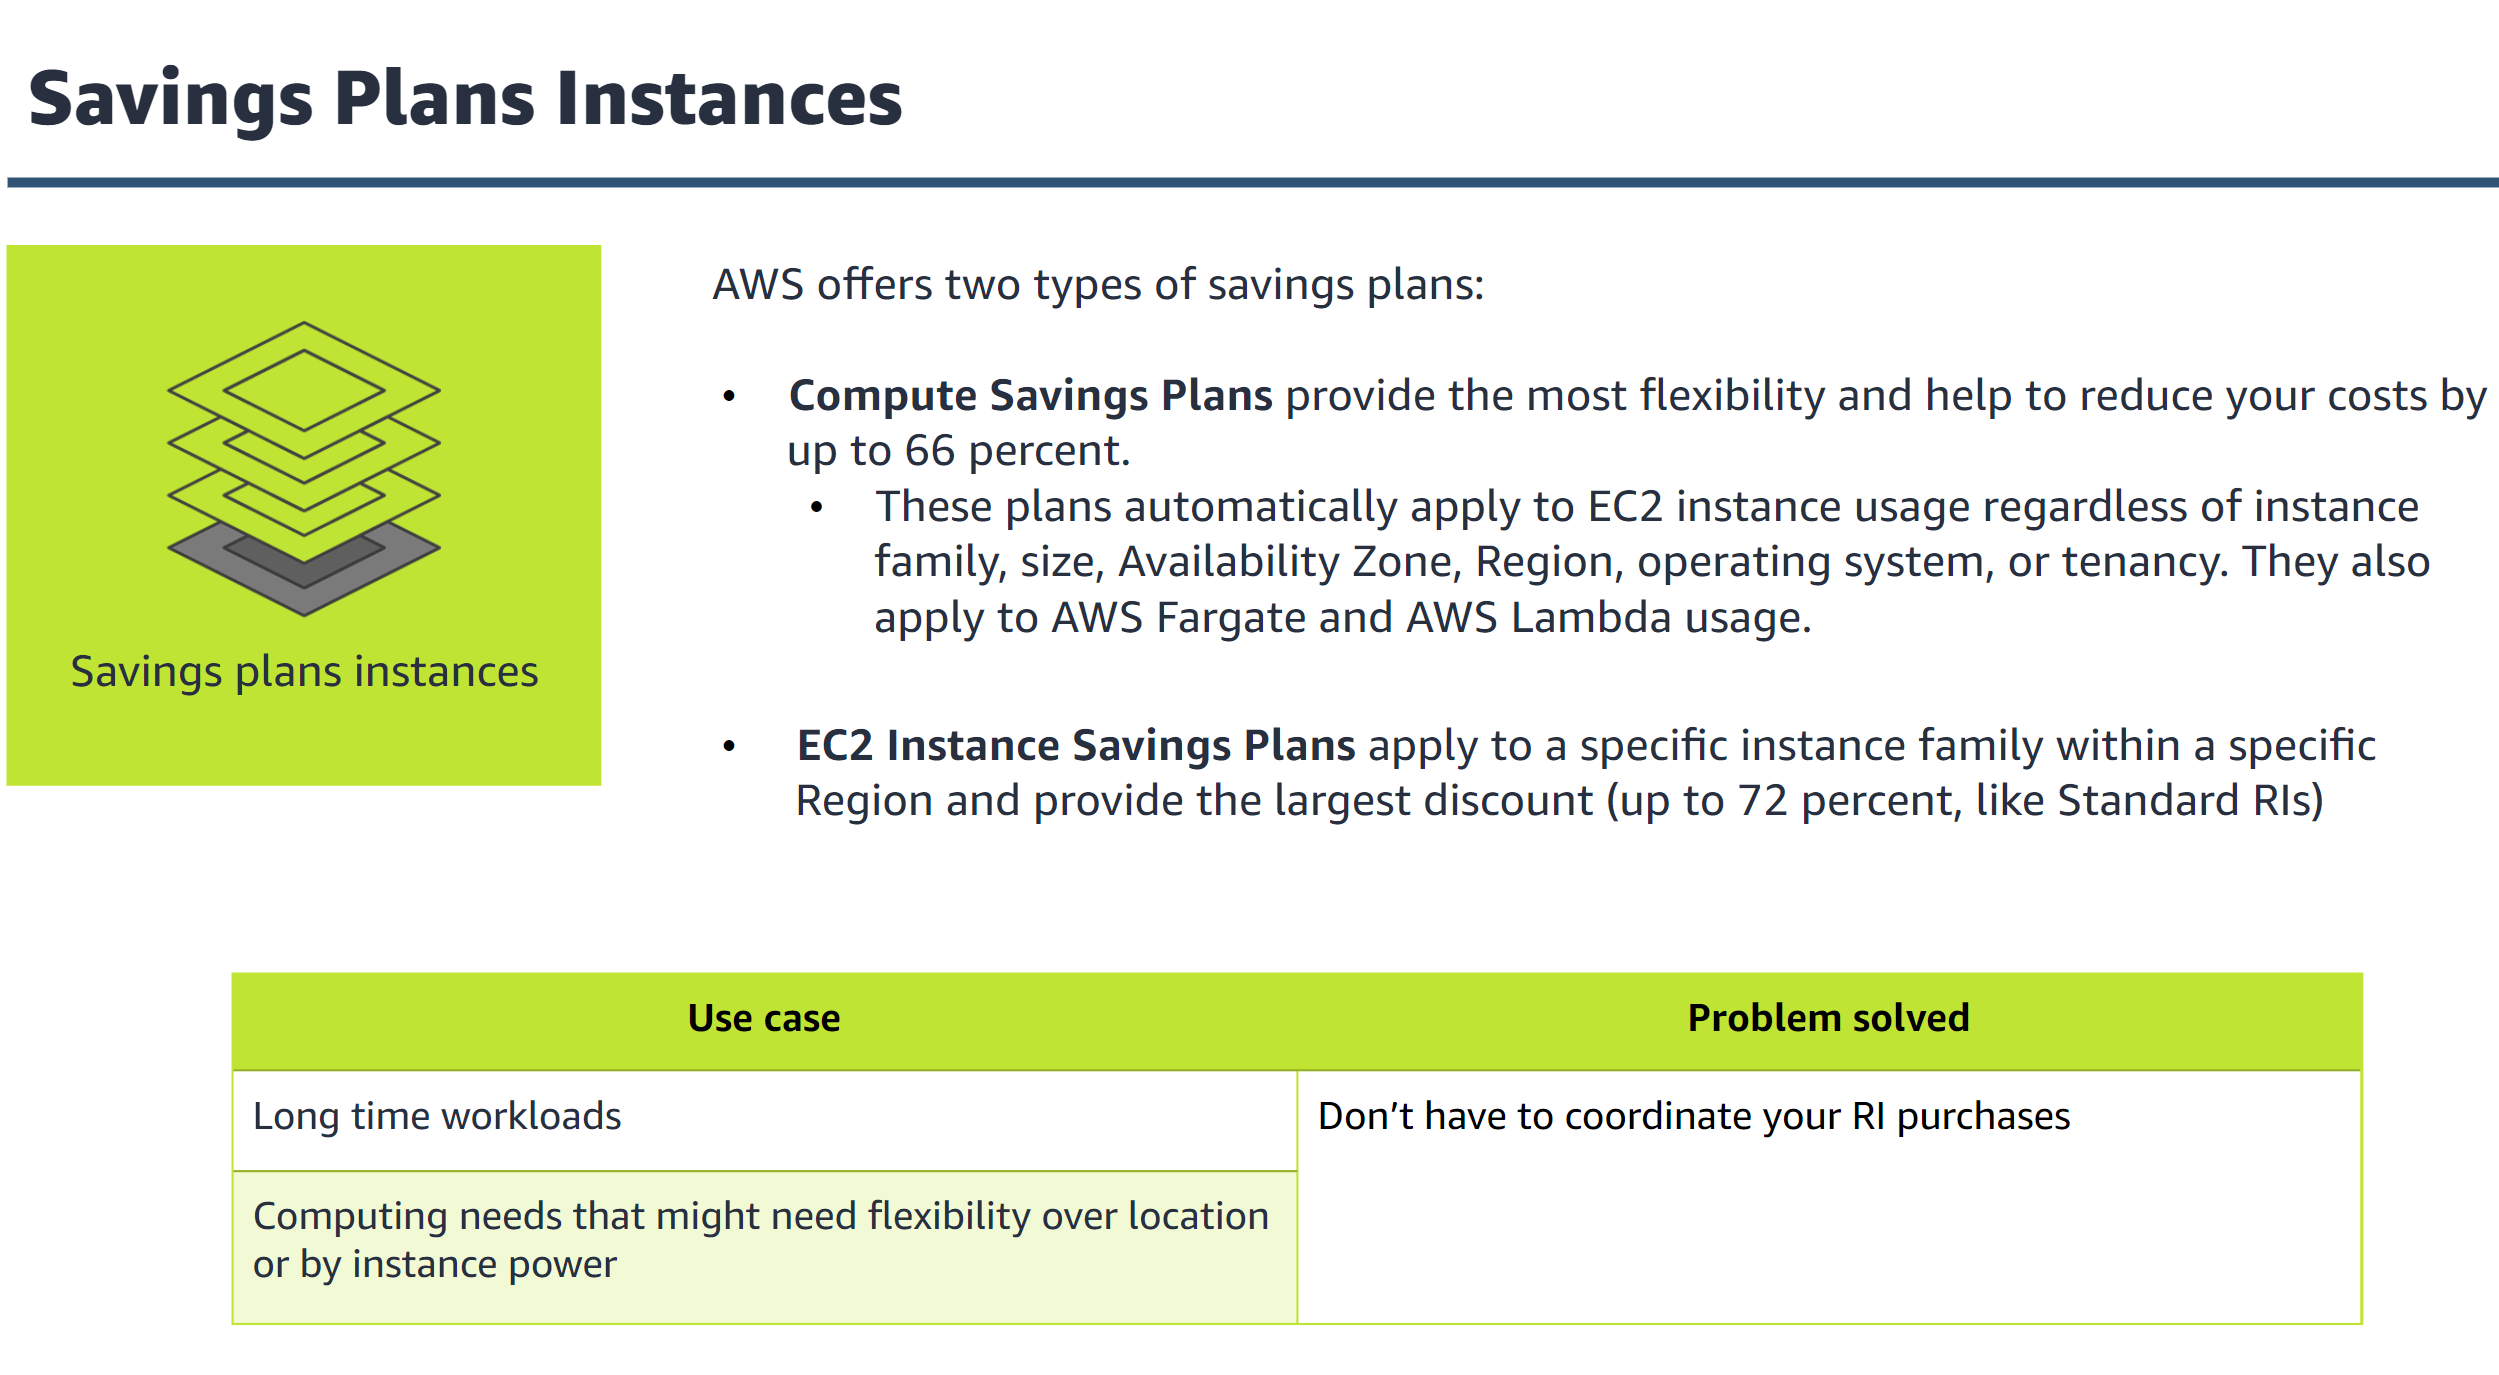 Savings Plans Instances
Savings plans instances
AWS offers two types of savings plans:
• Compute Savings Plans provide the most flexibility and help to reduce your costs by
up to 66 percent.
• These plans automatically apply to EC2 instance usage regardless of instance
family, size, Availability Zone, Region, operating system, or tenancy. They also
apply to AWS Fargate and AWS Lambda usage.
• EC2 Instance Savings Plans apply to a specific instance family within a specific
Region and provide the largest discount (up to 72 percent, like Standard RIs)
Use case
Problem solved
Long time workloads
Don’t have to coordinate your RI purchases
Computing needs that might need flexibility over location
or by instance power